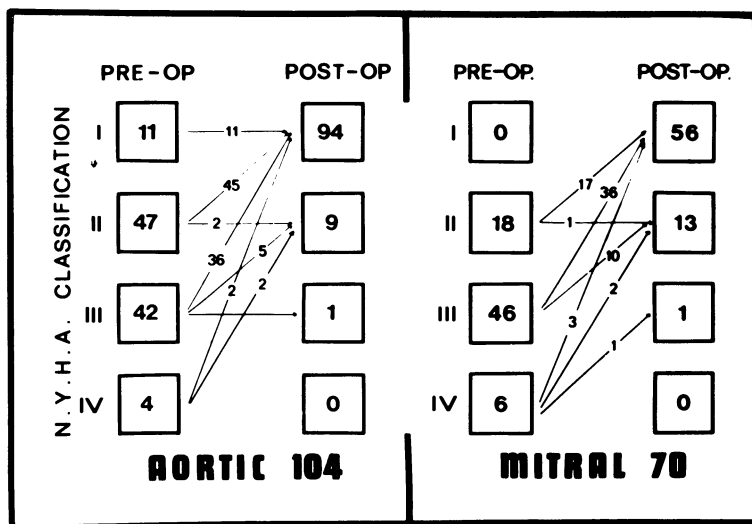 PRE-OP POST-OP
N.Y.H.A. CLASSIFICATION
I 11 11 94
45
II 47 2 9
36 5
2 2
III 42 1
IV 4 0
AORTIC 104
PRE-OP. POST-OP.
I 0 56
17 36
II 18 1 13
10
2
III 46 3 1
1
IV 6 0
MITRAL 70